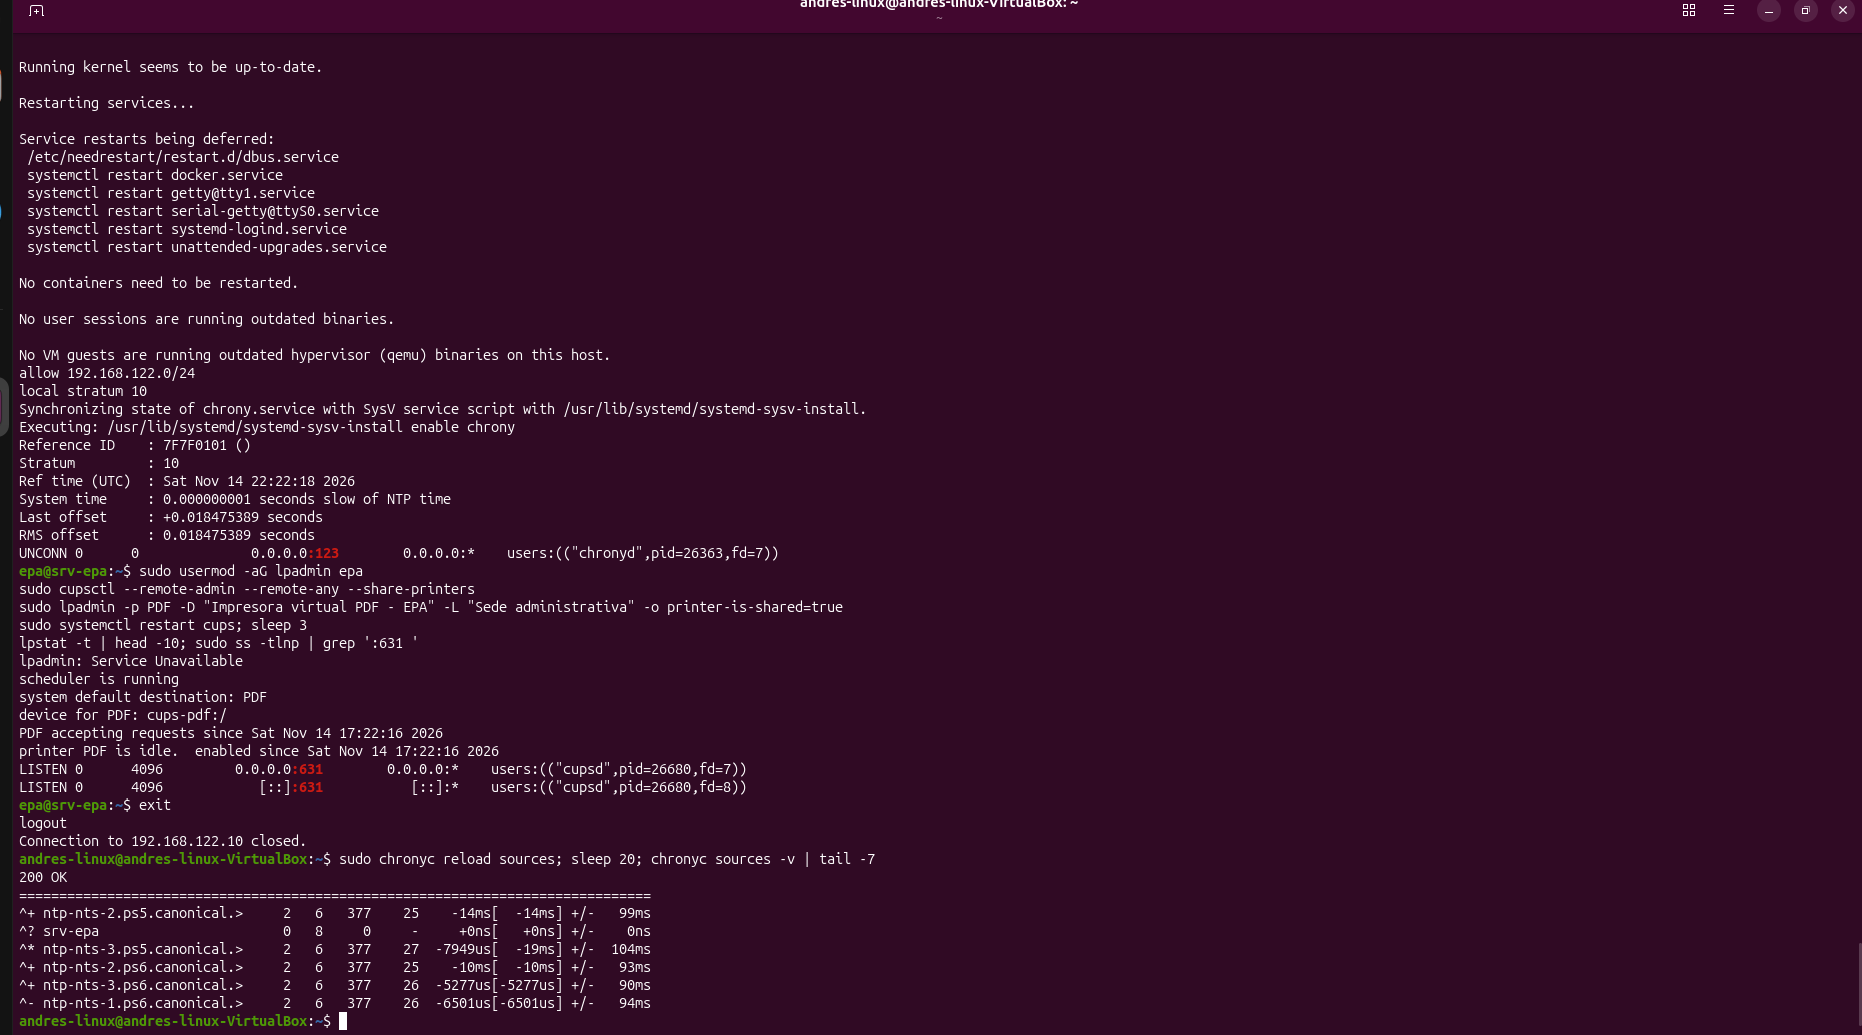 andres-linux@andres-linux-VirtualBox: ~
~
Running kernel seems to be up-to-date.
Restarting services...
Service restarts being deferred:
 /etc/needrestart/restart.d/dbus.service
 systemctl restart docker.service
 systemctl restart getty@tty1.service
 systemctl restart serial-getty@ttyS0.service
 systemctl restart systemd-logind.service
 systemctl restart unattended-upgrades.service
No containers need to be restarted.
No user sessions are running outdated binaries.
No VM guests are running outdated hypervisor (qemu) binaries on this host.
allow 192.168.122.0/24
local stratum 10
Synchronizing state of chrony.service with SysV service script with /usr/lib/systemd/systemd-sysv-install.
Executing: /usr/lib/systemd/systemd-sysv-install enable chrony
Reference ID    : 7F7F0101 ()
Stratum         : 10
Ref time (UTC)  : Sat Nov 14 22:22:18 2026
System time     : 0.000000001 seconds slow of NTP time
Last offset     : +0.018475389 seconds
RMS offset      : 0.018475389 seconds
UNCONN 0      0              0.0.0.0:123        0.0.0.0:*    users:(("chronyd",pid=26363,fd=7))
epa@srv-epa:~$ sudo usermod -aG lpadmin epa
sudo cupsctl --remote-admin --remote-any --share-printers
sudo lpadmin -p PDF -D "Impresora virtual PDF - EPA" -L "Sede administrativa" -o printer-is-shared=true
sudo systemctl restart cups; sleep 3
lpstat -t | head -10; sudo ss -tlnp | grep ':631 '
lpadmin: Service Unavailable
scheduler is running
system default destination: PDF
device for PDF: cups-pdf:/
PDF accepting requests since Sat Nov 14 17:22:16 2026
printer PDF is idle.  enabled since Sat Nov 14 17:22:16 2026
LISTEN 0      4096         0.0.0.0:631        0.0.0.0:*    users:(("cupsd",pid=26680,fd=7))
LISTEN 0      4096            [::]:631           [::]:*    users:(("cupsd",pid=26680,fd=8))
epa@srv-epa:~$ exit
logout
Connection to 192.168.122.10 closed.
andres-linux@andres-linux-VirtualBox:~$ sudo chronyc reload sources; sleep 20; chronyc sources -v | tail -7
200 OK
===============================================================================
^+ ntp-nts-2.ps5.canonical.>     2   6   377    25    -14ms[  -14ms] +/-   99ms
^? srv-epa                       0   8     0     -     +0ns[   +0ns] +/-    0ns
^* ntp-nts-3.ps5.canonical.>     2   6   377    27  -7949us[  -19ms] +/-  104ms
^+ ntp-nts-2.ps6.canonical.>     2   6   377    25    -10ms[  -10ms] +/-   93ms
^+ ntp-nts-3.ps6.canonical.>     2   6   377    26  -5277us[-5277us] +/-   90ms
^- ntp-nts-1.ps6.canonical.>     2   6   377    26  -6501us[-6501us] +/-   94ms
andres-linux@andres-linux-VirtualBox:~$